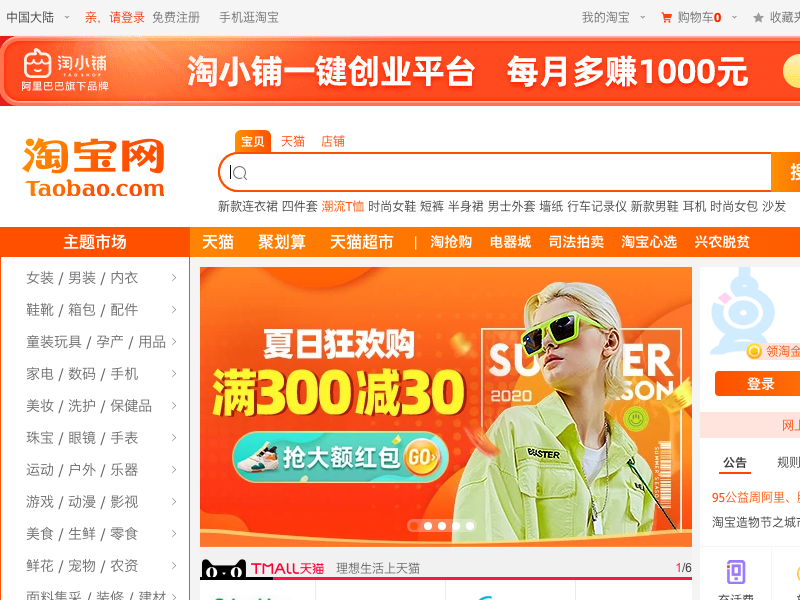 中国大陆 亲，请登录 免费注册 手机逛淘宝 我的淘宝 购物车0 收藏夹
淘小铺
TAO SHOP
阿里巴巴旗下品牌
淘小铺一键创业平台 每月多赚1000元
淘宝网
Taobao.com
宝贝 天猫 店铺
搜
新款连衣裙 四件套 潮流T恤 时尚女鞋 短裤 半身裙 男士外套 墙纸 行车记录仪 新款男鞋 耳机 时尚女包 沙发
主题市场 天猫 聚划算 天猫超市 | 淘抢购 电器城 司法拍卖 淘宝心选 兴农脱贫
女装 / 男装 / 内衣
鞋靴 / 箱包 / 配件
童装玩具 / 孕产 / 用品
家电 / 数码 / 手机
美妆 / 洗护 / 保健品
珠宝 / 眼镜 / 手表
运动 / 户外 / 乐器
游戏 / 动漫 / 影视
美食 / 生鲜 / 零食
鲜花 / 宠物 / 农资
面料集采 / 装修 / 建材
夏日狂欢购
满300减30
抢大额红包 GO
2020
TMALL天猫 理想生活上天猫 1/6
领淘金
登录
网上
公告 规则
95公益周阿里、
淘宝造物节之城市
充话费